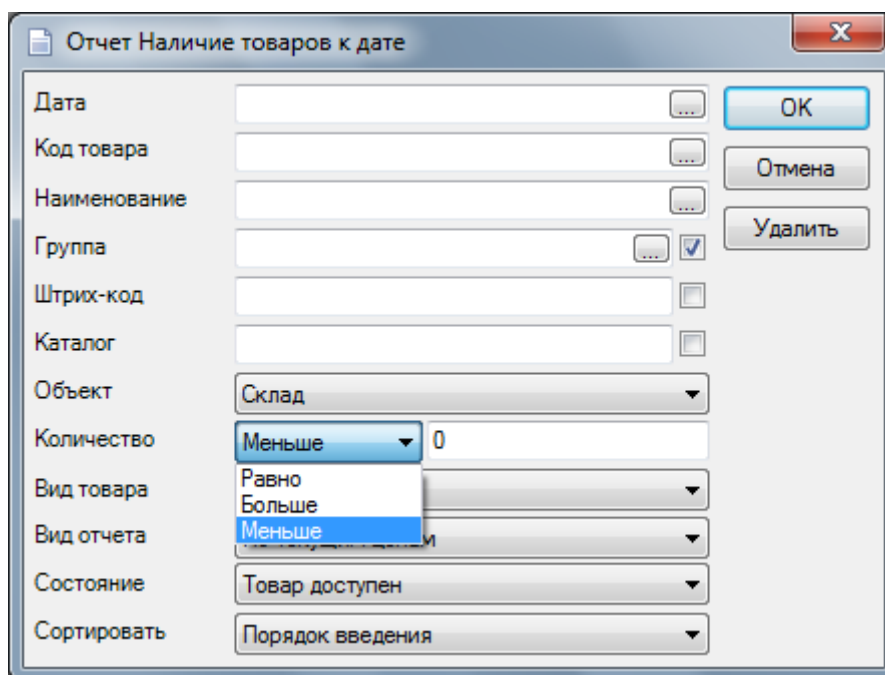 Отчет Наличие товаров к дате
Дата ...
OK
Код товара ...
Отмена
Наименование ...
Удалить
Группа ...
Штрих-код
Каталог
Объект Склад
Количество Меньше 0
Равно
Больше
Меньше
Вид товара
Вид отчета
Состояние Товар доступен
Сортировать Порядок введения